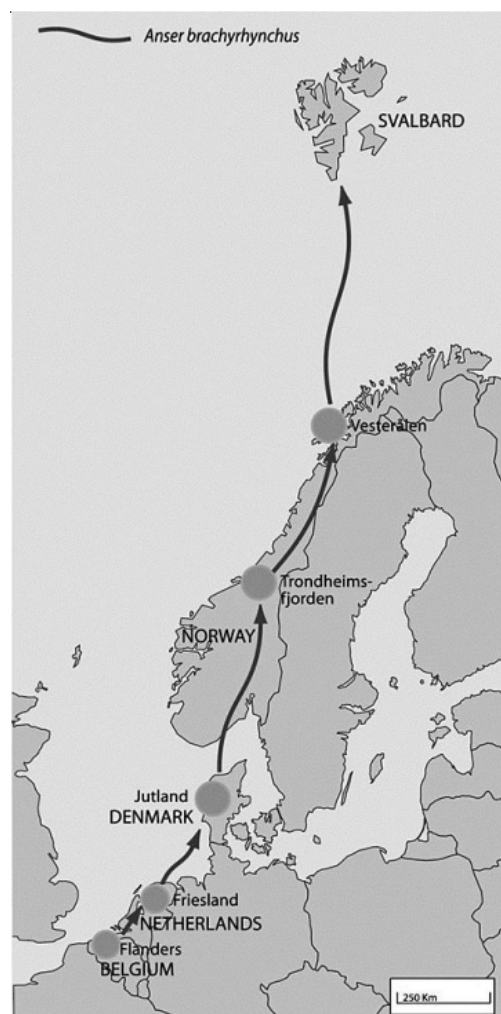 Anser brachyrhynchus
SVALBARD
Vesterålen
Trondheims-
fjorden
NORWAY
Jutland
DENMARK
Friesland
NETHERLANDS
Flanders
BELGIUM
250 Km